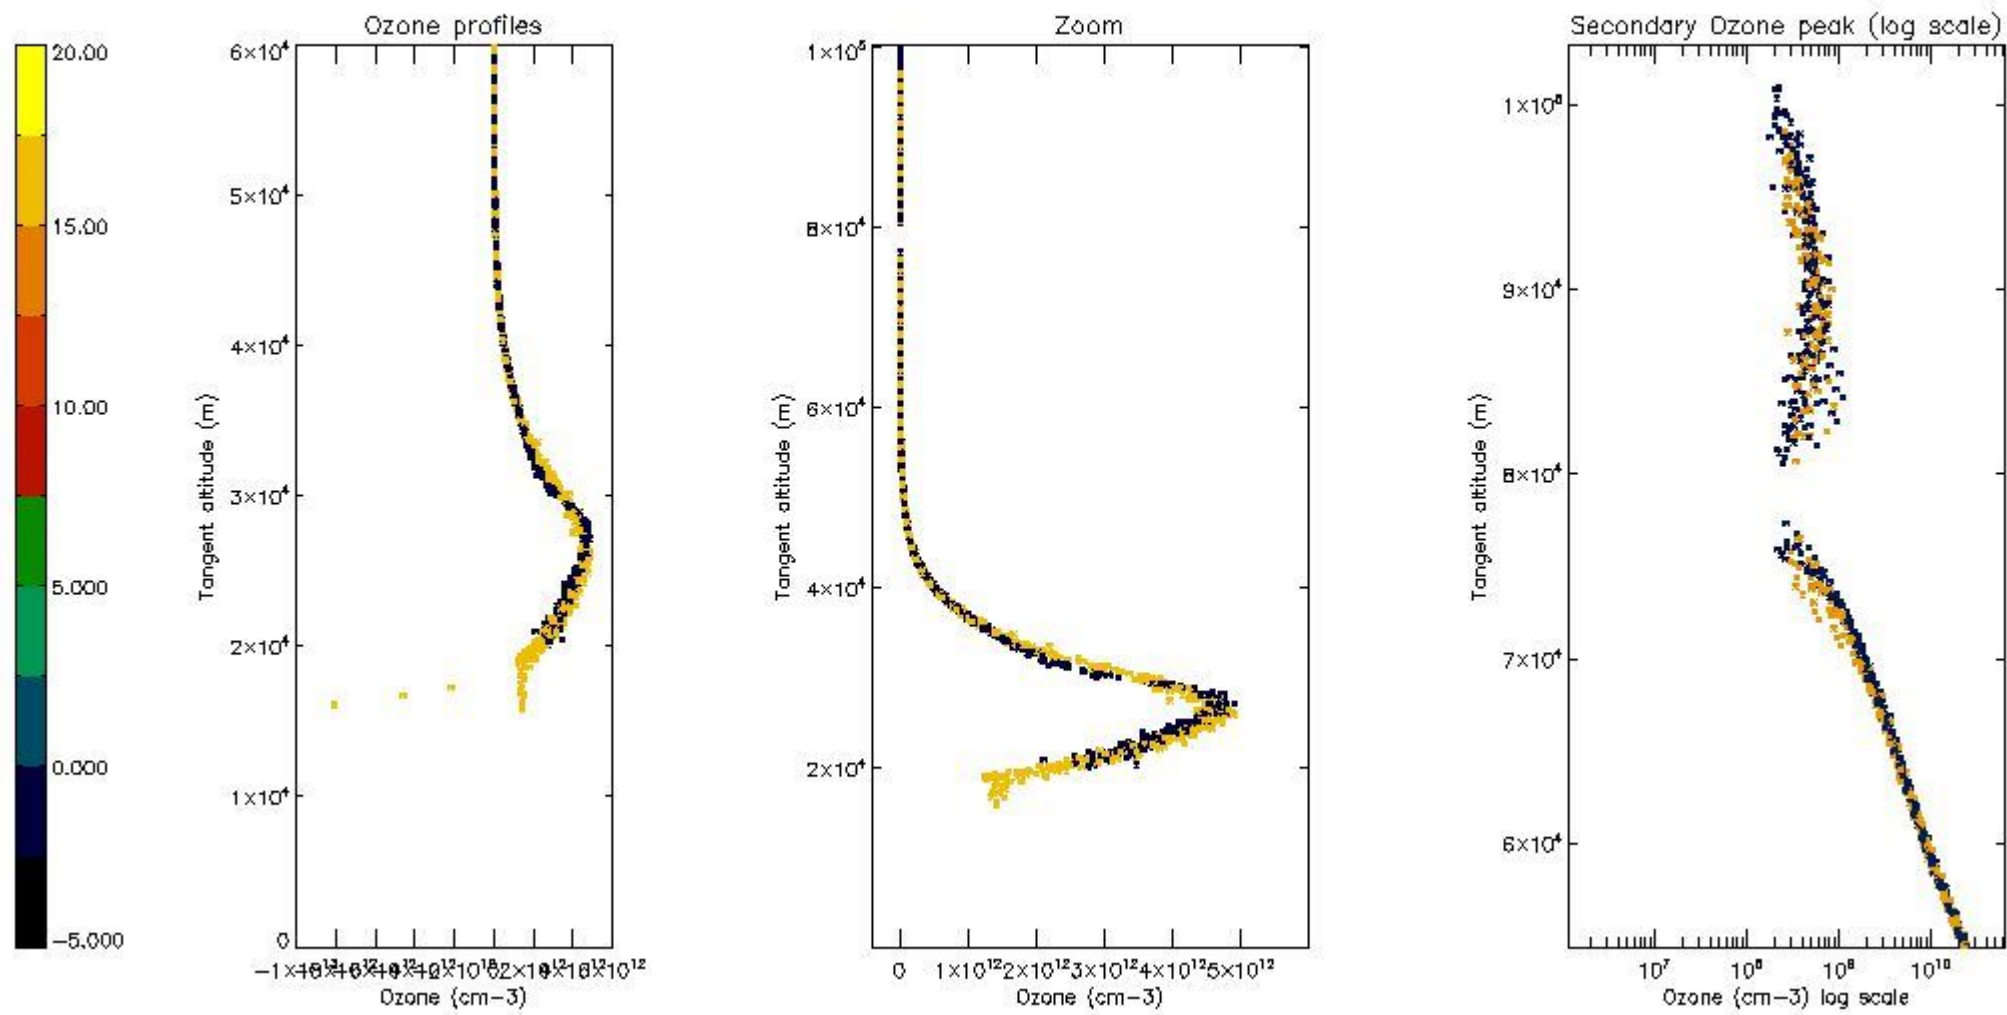 Ozone profiles
Zoom
Secondary Ozone peak (log scale)
20.00
15.00
10.00
5.000
0.000
-5.000
6×10⁴
5×10⁴
4×10⁴
3×10⁴
2×10⁴
1×10⁴
0
Tangent altitude (m)
Ozone (cm-3)
1×10⁵
8×10⁴
6×10⁴
4×10⁴
2×10⁴
Tangent altitude (m)
0 1×10¹² 2×10¹² 3×10¹² 4×10¹² 5×10¹²
Ozone (cm-3)
9×10⁴
8×10⁴
7×10⁴
6×10⁴
Tangent altitude (m)
10⁷ 10⁸ 10⁹ 10¹⁰
Ozone (cm-3) log scale